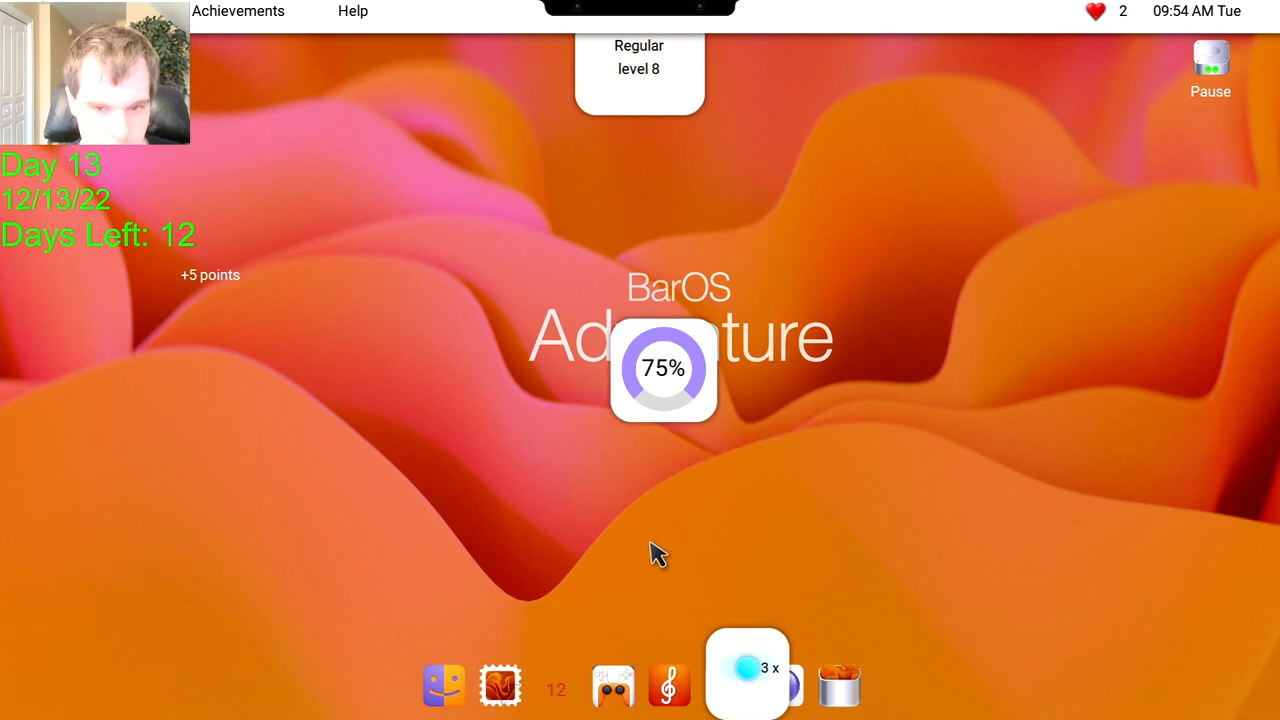 Achievements
Help
2
09:54 AM Tue
Regular
level 8
Pause
Day 13
12/13/22
Days Left: 12
+5 points
BarOS
Ad
ture
75%
3 x
12